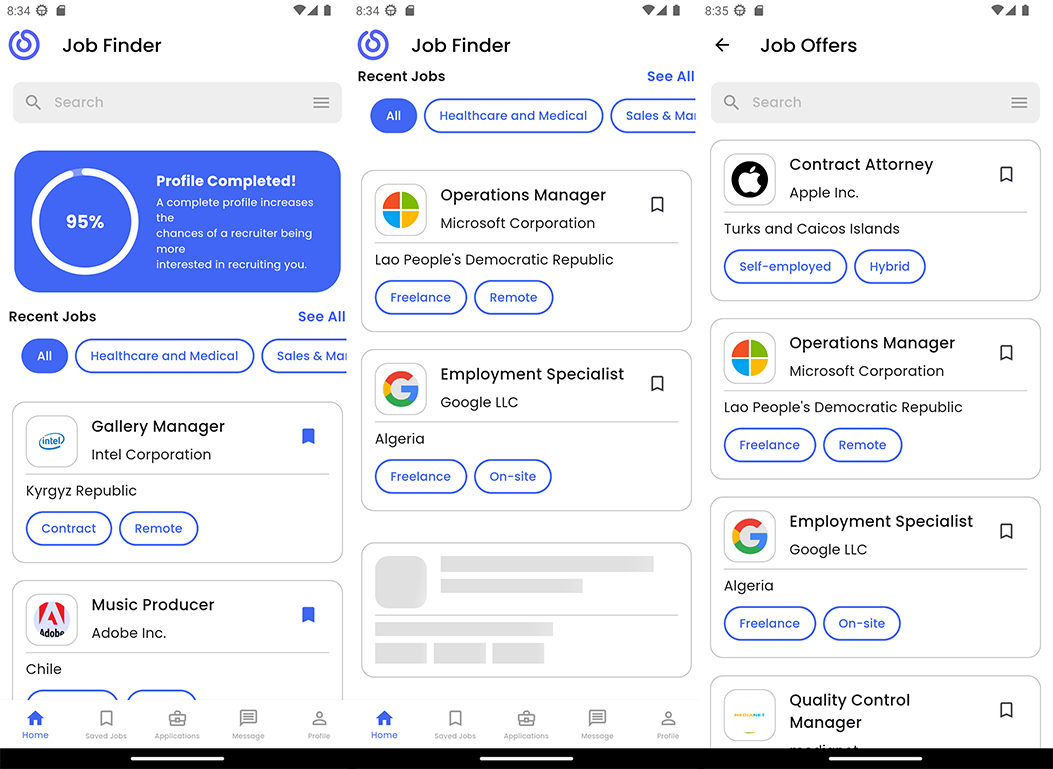 8:34
Job Finder
Search
95%
Profile Completed!
A complete profile increases
the
chances of a recruiter being
more
interested in recruiting you.
Recent Jobs
See All
All
Healthcare and Medical
Sales & Mar
intel
Gallery Manager
Intel Corporation
Kyrgyz Republic
Contract
Remote
Adobe
Music Producer
Adobe Inc.
Chile
Home
Saved Jobs
Applications
Message
Profile
8:34
Job Finder
Recent Jobs
See All
All
Healthcare and Medical
Sales & Mar
Operations Manager
Microsoft Corporation
Lao People's Democratic Republic
Freelance
Remote
Employment Specialist
Google LLC
Algeria
Freelance
On-site
Home
Saved Jobs
Applications
Message
Profile
8:35
Job Offers
Search
Contract Attorney
Apple Inc.
Turks and Caicos Islands
Self-employed
Hybrid
Operations Manager
Microsoft Corporation
Lao People's Democratic Republic
Freelance
Remote
Employment Specialist
Google LLC
Algeria
Freelance
On-site
MEDIANET
Quality Control
Manager
medianet